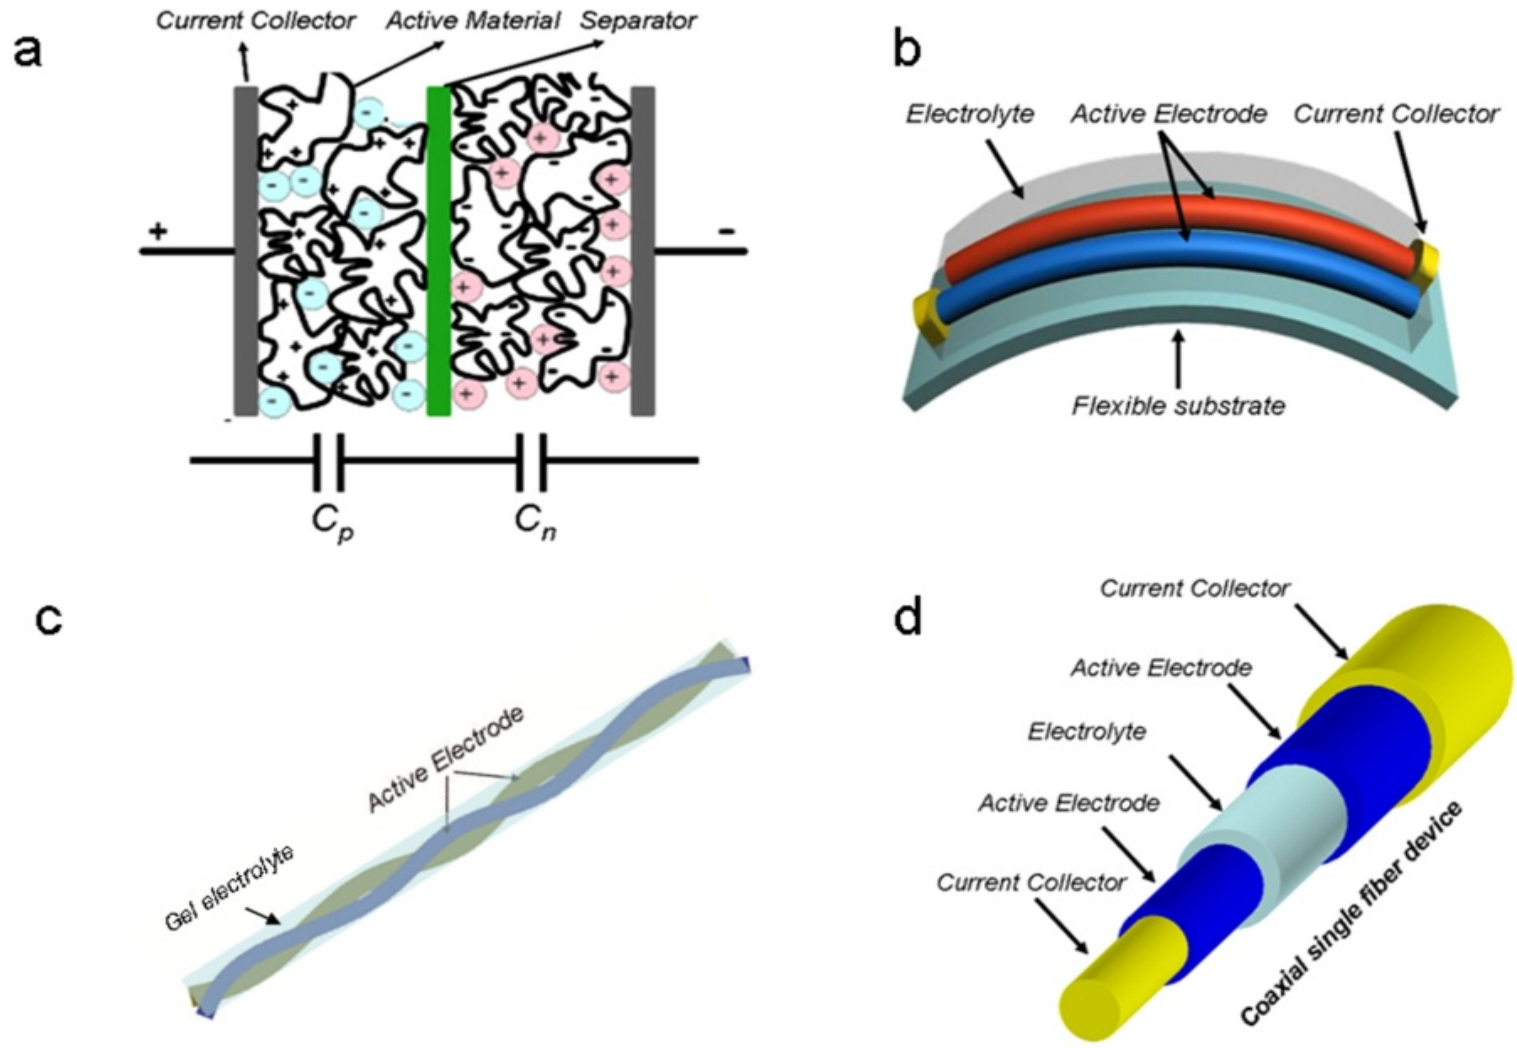 a
Current Collector Active Material Separator
+
-
Cp
Cn
b
Electrolyte Active Electrode Current Collector
Flexible substrate
c
Active Electrode
Gel electrolyte
d
Current Collector
Active Electrode
Electrolyte
Active Electrode
Current Collector
Coaxial single fiber device